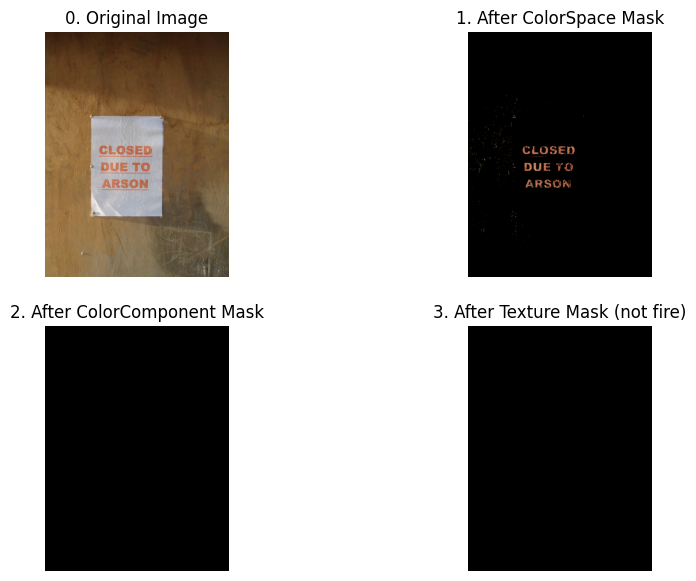 0. Original Image
1. After ColorSpace Mask
CLOSED
DUE TO
ARSON
CLOSED
DUE TO
ARSON
2. After ColorComponent Mask
3. After Texture Mask (not fire)